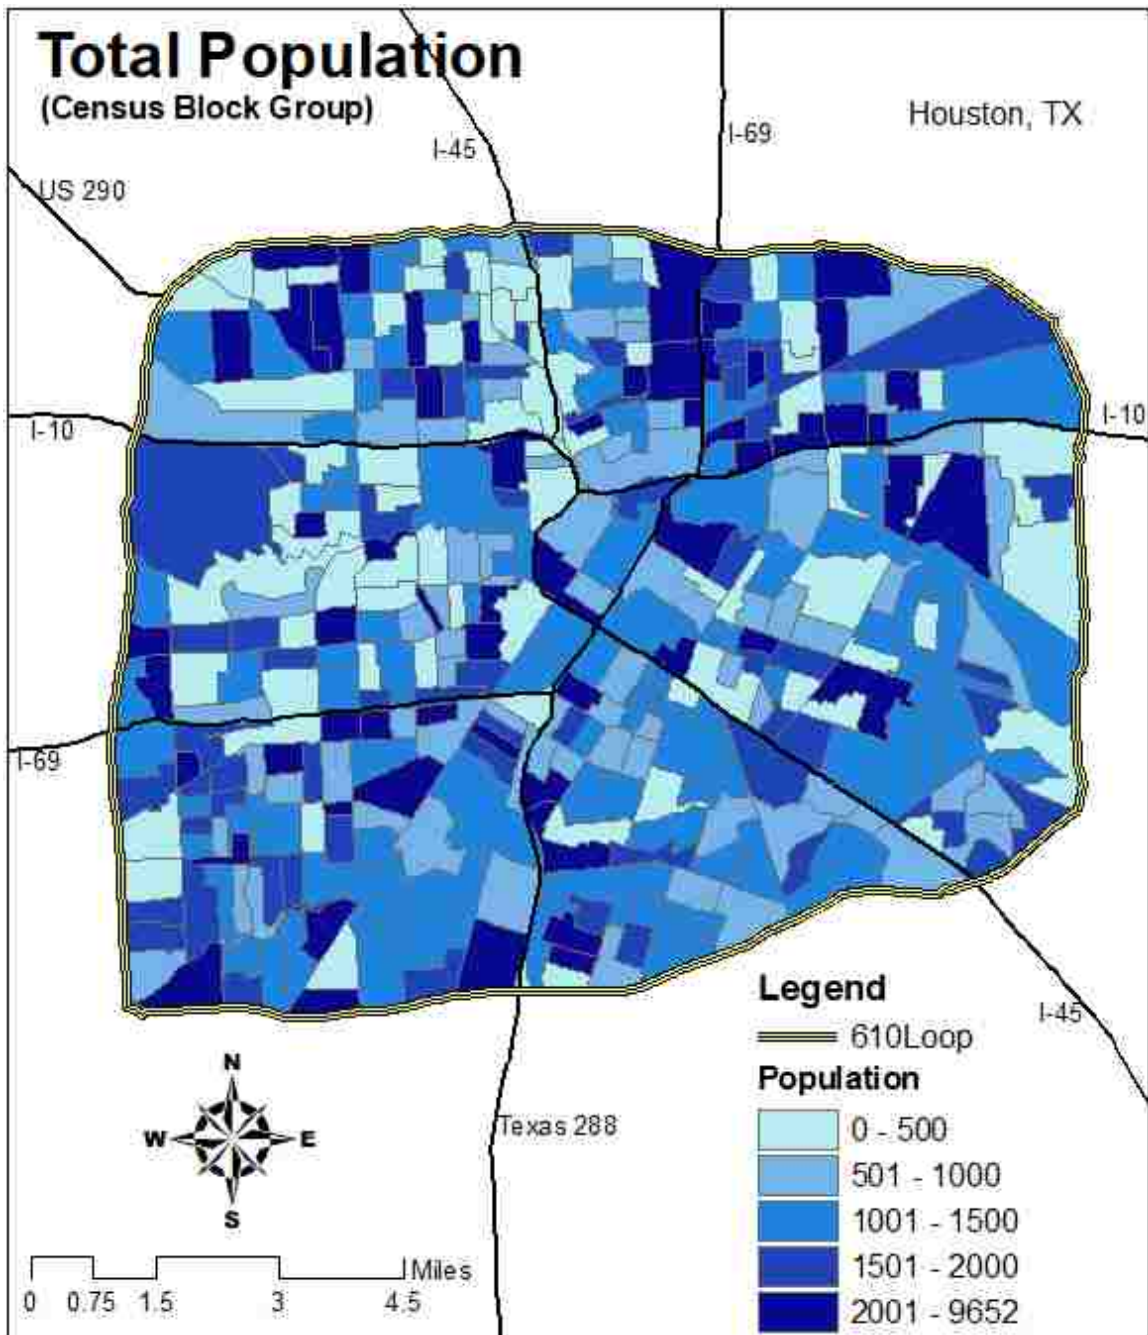 Total Population
(Census Block Group)
Houston, TX
I-45
I-69
US 290
I-10
I-10
I-69
I-45
Texas 288
Legend
610Loop
Population
0 - 500
501 - 1000
1001 - 1500
1501 - 2000
2001 - 9652
N
W E
S
Miles
0 0.75 1.5 3 4.5